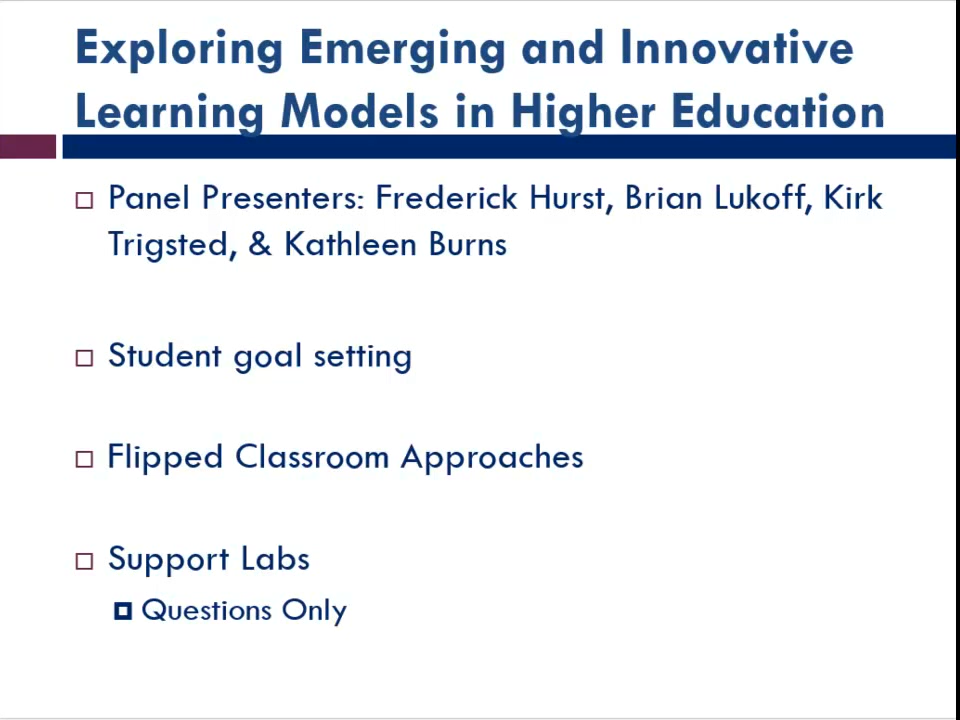 Exploring Emerging and Innovative
Learning Models in Higher Education
Panel Presenters: Frederick Hurst, Brian Lukoff, Kirk
Trigsted, & Kathleen Burns
Student goal setting
Flipped Classroom Approaches
Support Labs
Questions Only